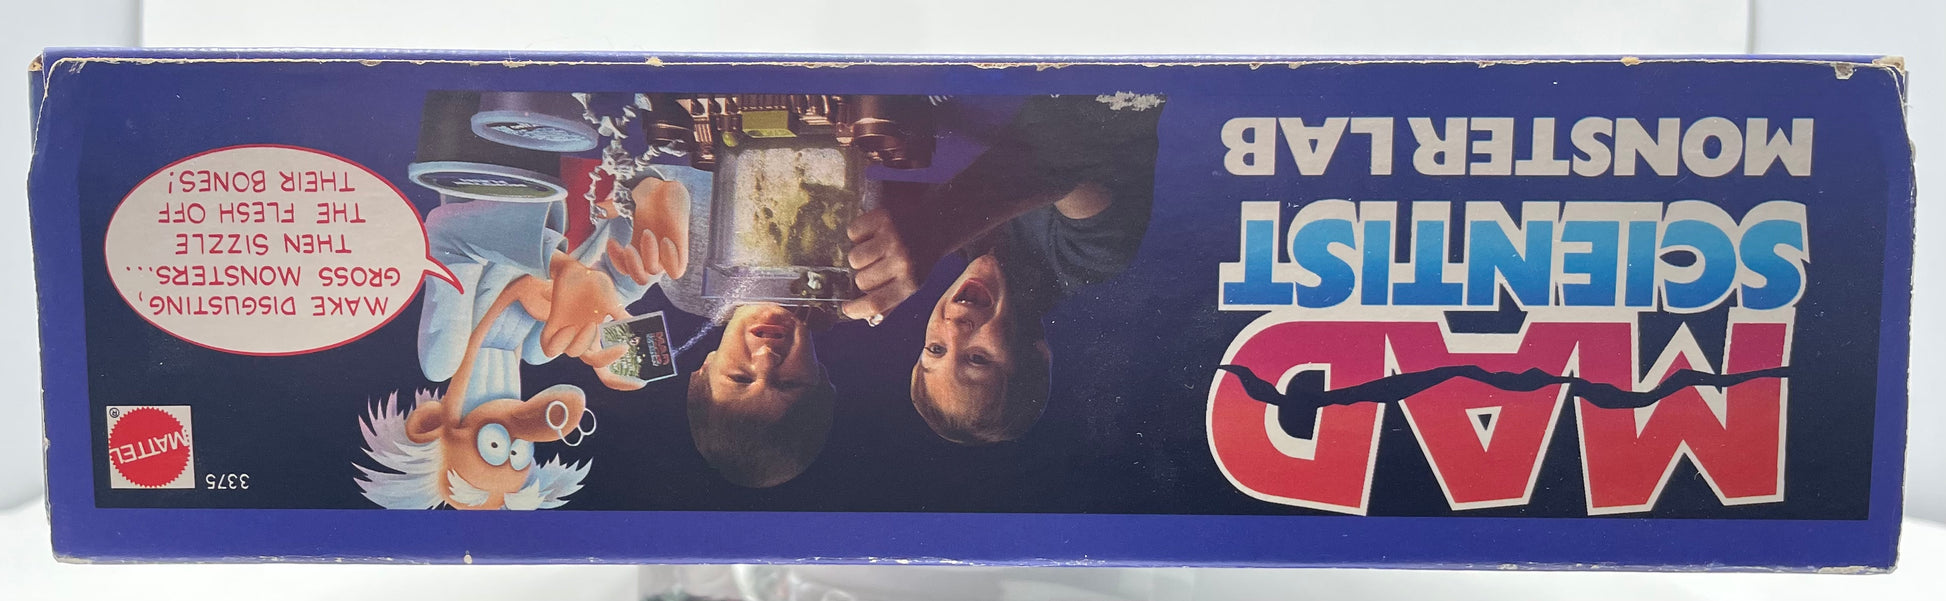 MAD
SCIENTIST
MONSTER LAB
MAKE DISGUSTING,
GROSS MONSTERS...
THEN SIZZLE
THE FLESH OFF
THEIR BONES!
3375
MATTEL
®